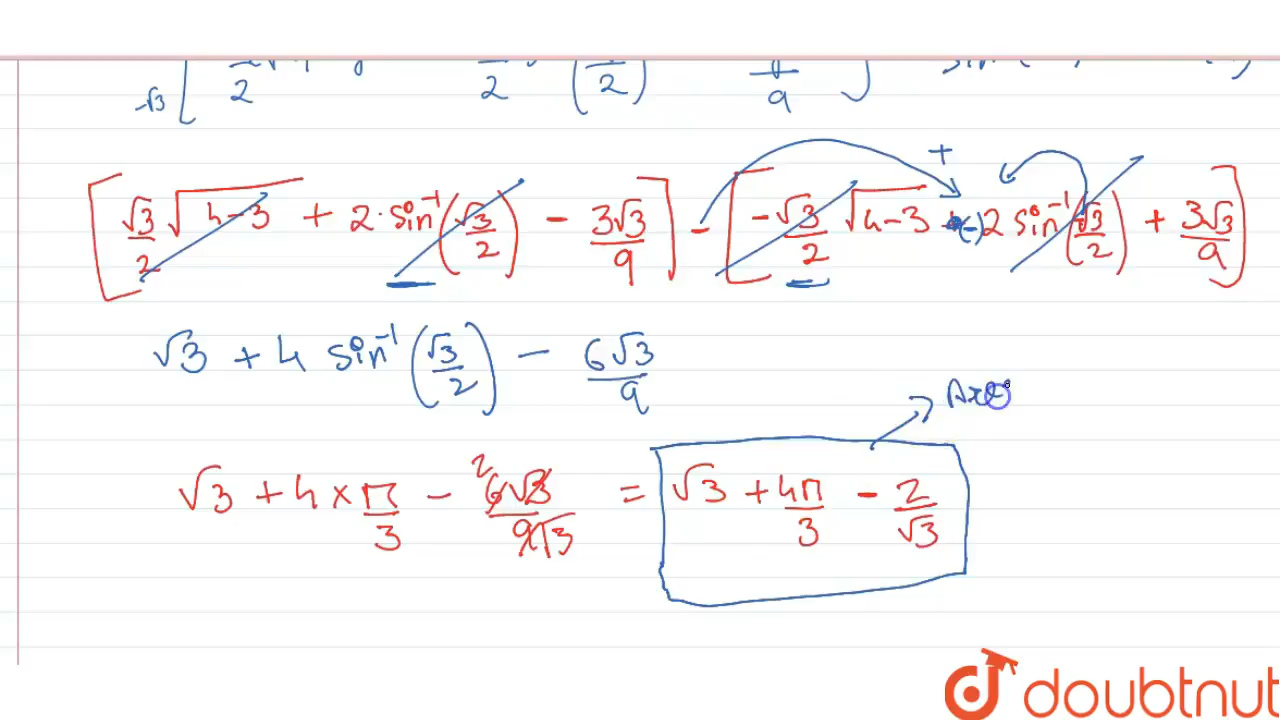 -√3
[√3/2 √(4-3) + 2·sin⁻¹(√3/2) - 3√3/9] - [-√3/2 √(4-3) + (-)2 sin⁻¹(√3/2) + 3√3/9]
+
√3 + 4 sin⁻¹(√3/2) - 6√3/9
√3 + 4 × π/3 - 6√3/9√3 = √3 + 4π/3 - 2/√3
2
doubtnut